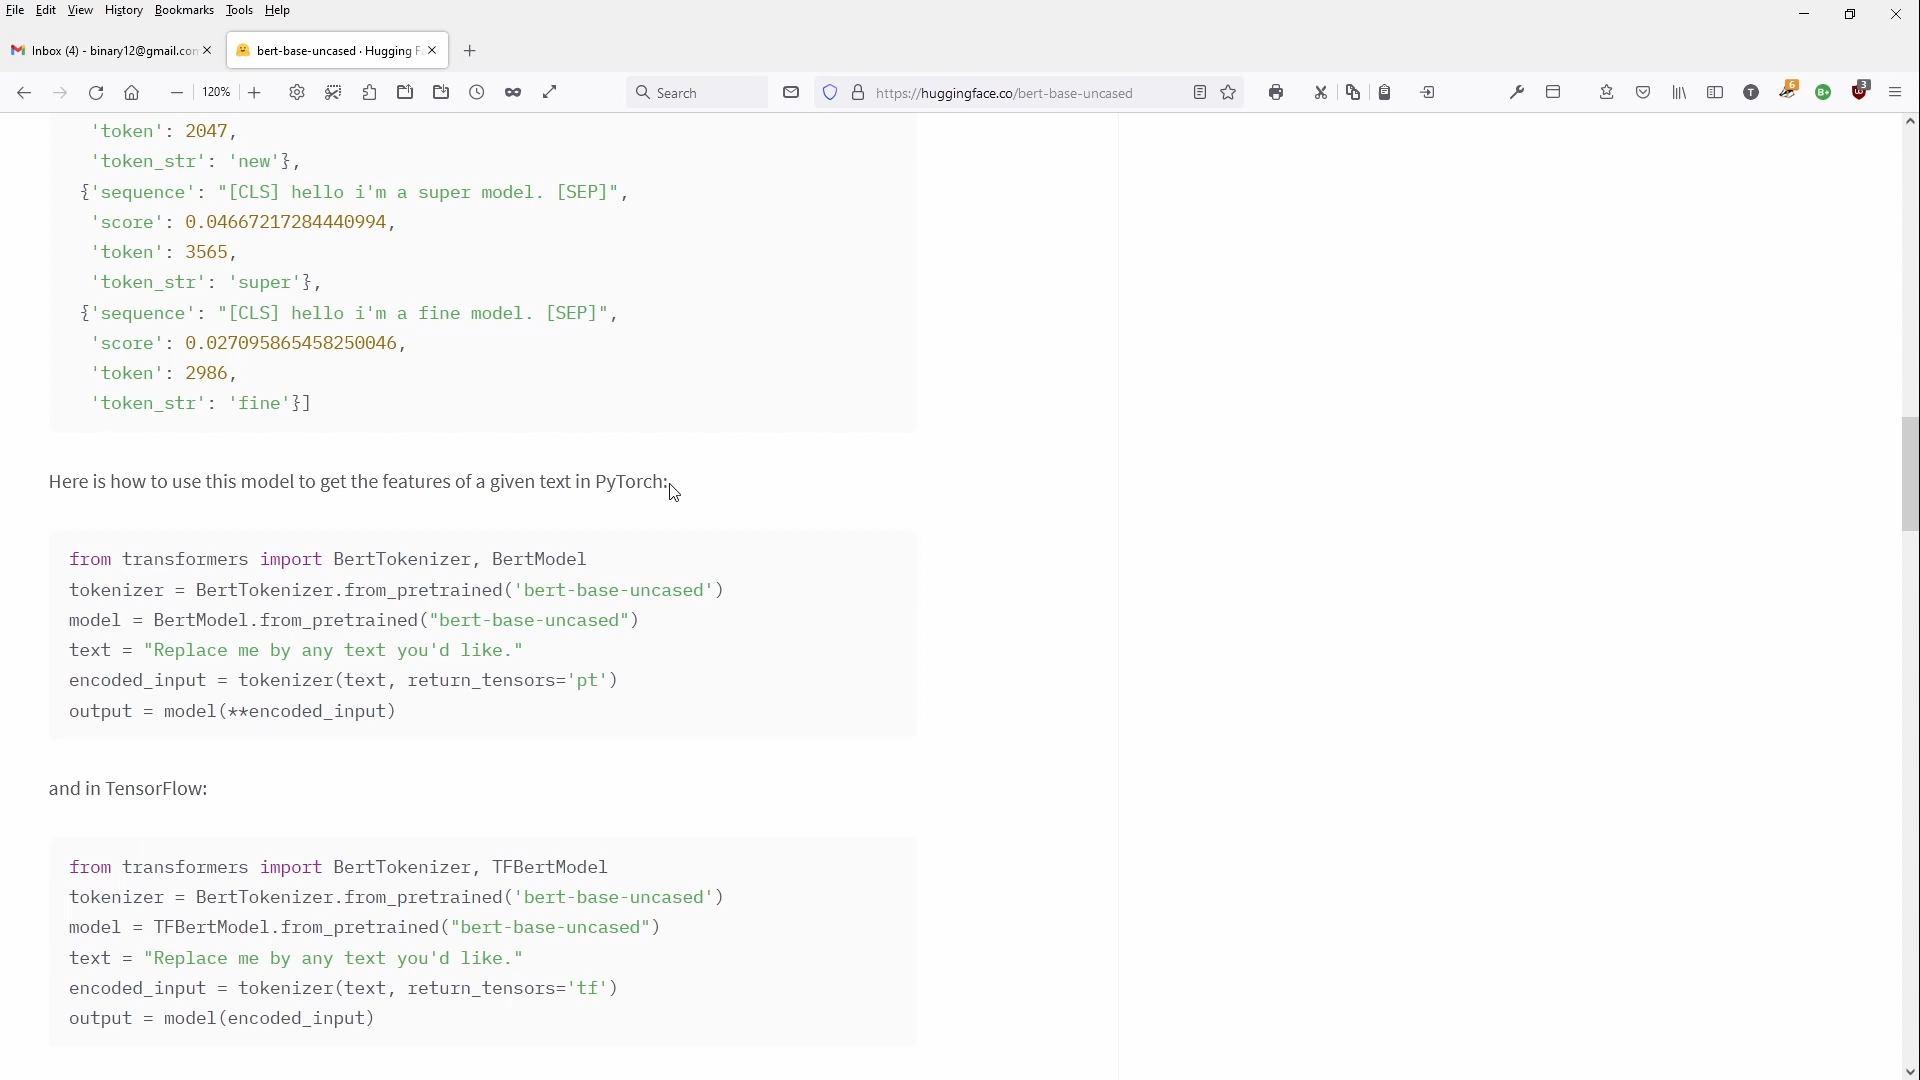 File Edit View History Bookmarks Tools Help
Inbox (4) - binary12@gmail.con
bert-base-uncased · Hugging F
120%
Search
https://huggingface.co/bert-base-uncased
6
T
B+
3
'token': 2047,
'token_str': 'new'},
{'sequence': "[CLS] hello i'm a super model. [SEP]",
'score': 0.04667217284440994,
'token': 3565,
'token_str': 'super'},
{'sequence': "[CLS] hello i'm a fine model. [SEP]",
'score': 0.027095865458250046,
'token': 2986,
'token_str': 'fine'}]
Here is how to use this model to get the features of a given text in PyTorch:
from transformers import BertTokenizer, BertModel
tokenizer = BertTokenizer.from_pretrained('bert-base-uncased')
model = BertModel.from_pretrained("bert-base-uncased")
text = "Replace me by any text you'd like."
encoded_input = tokenizer(text, return_tensors='pt')
output = model(**encoded_input)
and in TensorFlow:
from transformers import BertTokenizer, TFBertModel
tokenizer = BertTokenizer.from_pretrained('bert-base-uncased')
model = TFBertModel.from_pretrained("bert-base-uncased")
text = "Replace me by any text you'd like."
encoded_input = tokenizer(text, return_tensors='tf')
output = model(encoded_input)